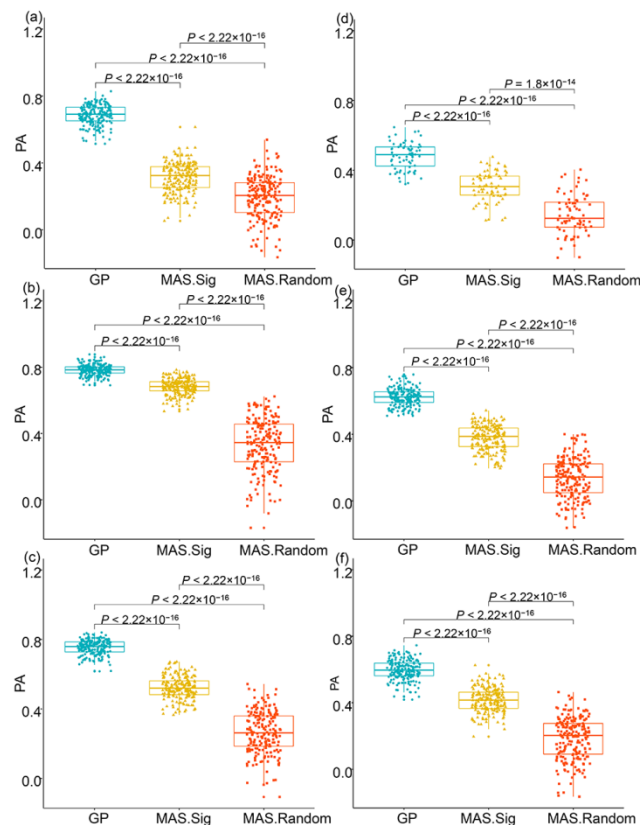 (a)
1.2
P < 2.22×10⁻¹⁶
P < 2.22×10⁻¹⁶
P < 2.22×10⁻¹⁶
0.8
PA
0.4
0.0
GP MAS.Sig MAS.Random
(d)
1.2
P = 1.8×10⁻¹⁴
P < 2.22×10⁻¹⁶
P < 2.22×10⁻¹⁶
0.8
PA
0.4
0.0
GP MAS.Sig MAS.Random
(b)
1.2
P < 2.22×10⁻¹⁶
P < 2.22×10⁻¹⁶
P < 2.22×10⁻¹⁶
0.8
PA
0.4
0.0
GP MAS.Sig MAS.Random
(e)
1.2
P < 2.22×10⁻¹⁶
P < 2.22×10⁻¹⁶
P < 2.22×10⁻¹⁶
0.8
PA
0.4
0.0
GP MAS.Sig MAS.Random
(c)
1.2
P < 2.22×10⁻¹⁶
P < 2.22×10⁻¹⁶
P < 2.22×10⁻¹⁶
0.8
PA
0.4
0.0
GP MAS.Sig MAS.Random
(f)
1.2
P < 2.22×10⁻¹⁶
P < 2.22×10⁻¹⁶
P < 2.22×10⁻¹⁶
0.8
PA
0.4
0.0
GP MAS.Sig MAS.Random